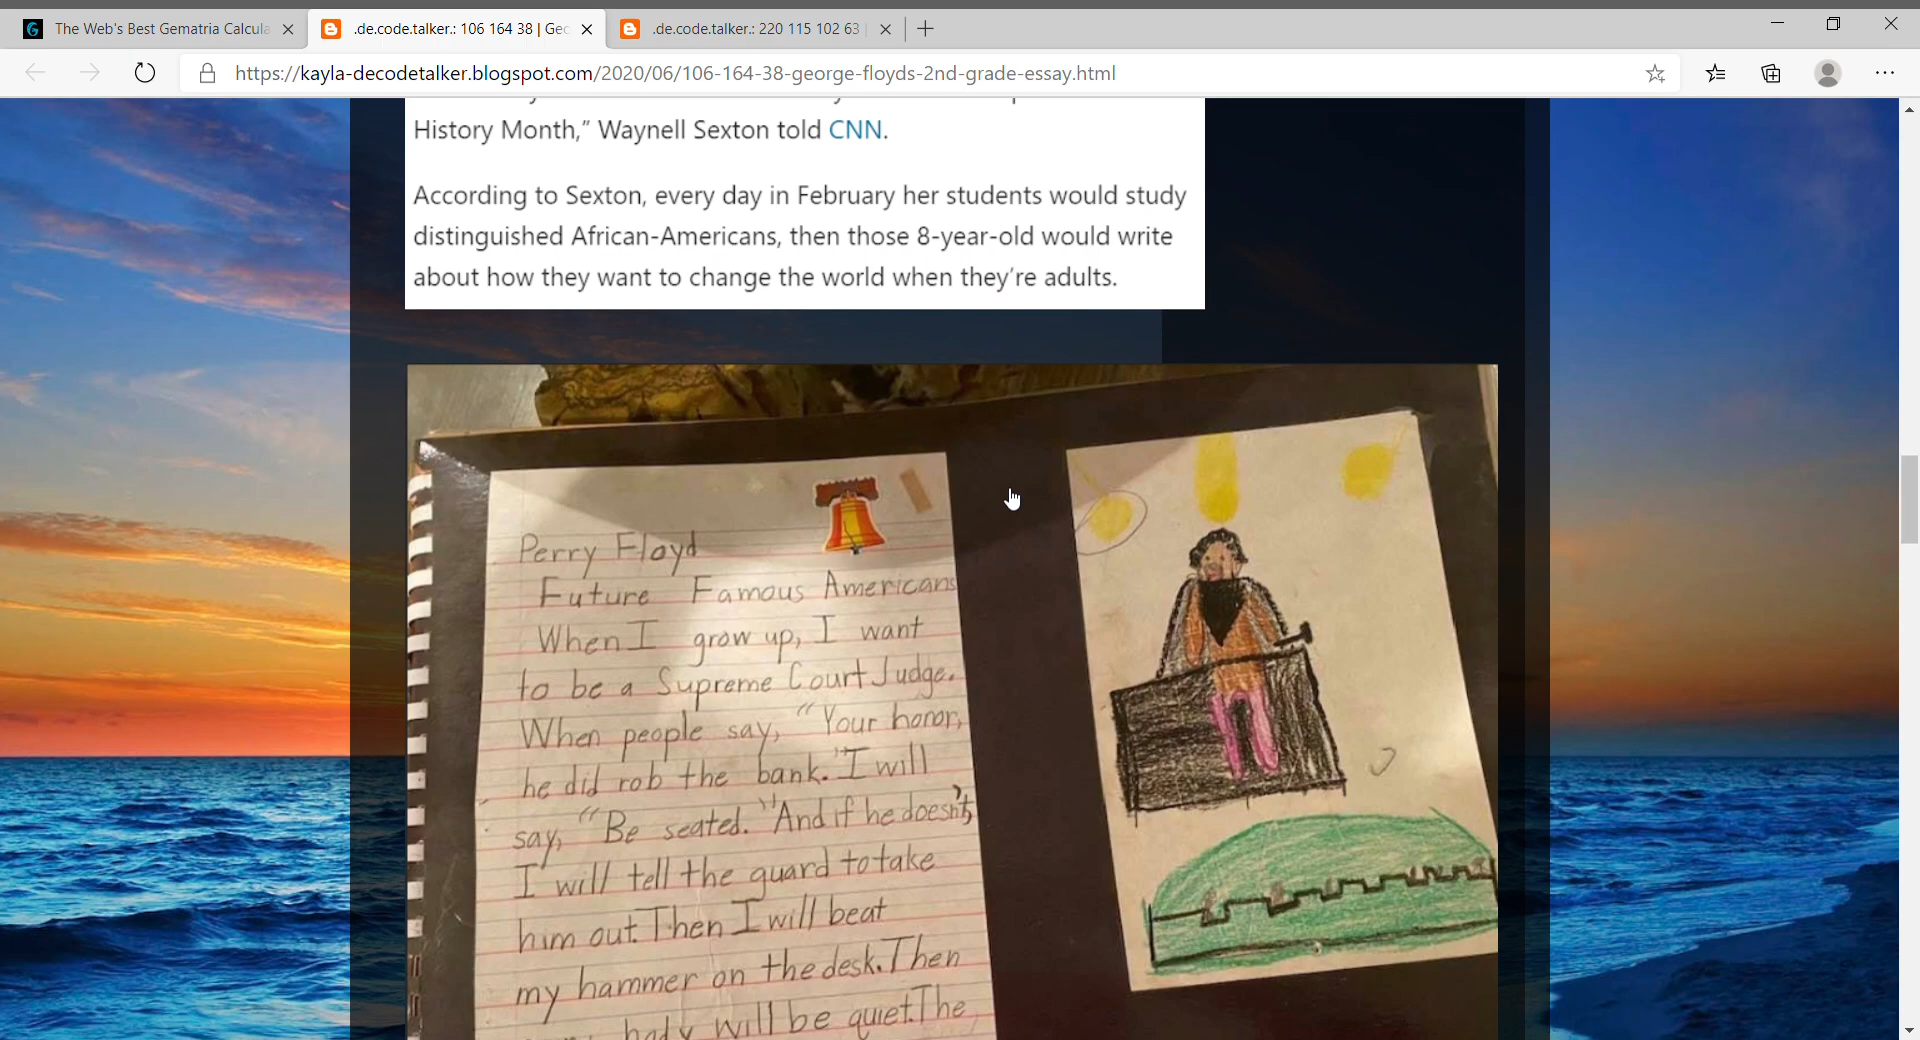 The Web's Best Gematria Calcula
.de.code.talker.: 106 164 38 | Geo
.de.code.talker.: 220 115 102 63 |
https://kayla-decodetalker.blogspot.com/2020/06/106-164-38-george-floyds-2nd-grade-essay.html
History Month,” Waynell Sexton told CNN.
According to Sexton, every day in February her students would study
distinguished African-Americans, then those 8-year-old would write
about how they want to change the world when they’re adults.
Perry Floyd
Future Famous Americans
When I grow up, I want
to be a Supreme Court Judge.
When people say, “Your honor,
he did rob the bank.” I will
say, “Be seated.” And if he doesn't,
I will tell the guard to take
him out. Then I will beat
my hammer on the desk. Then
body will be quiet. The